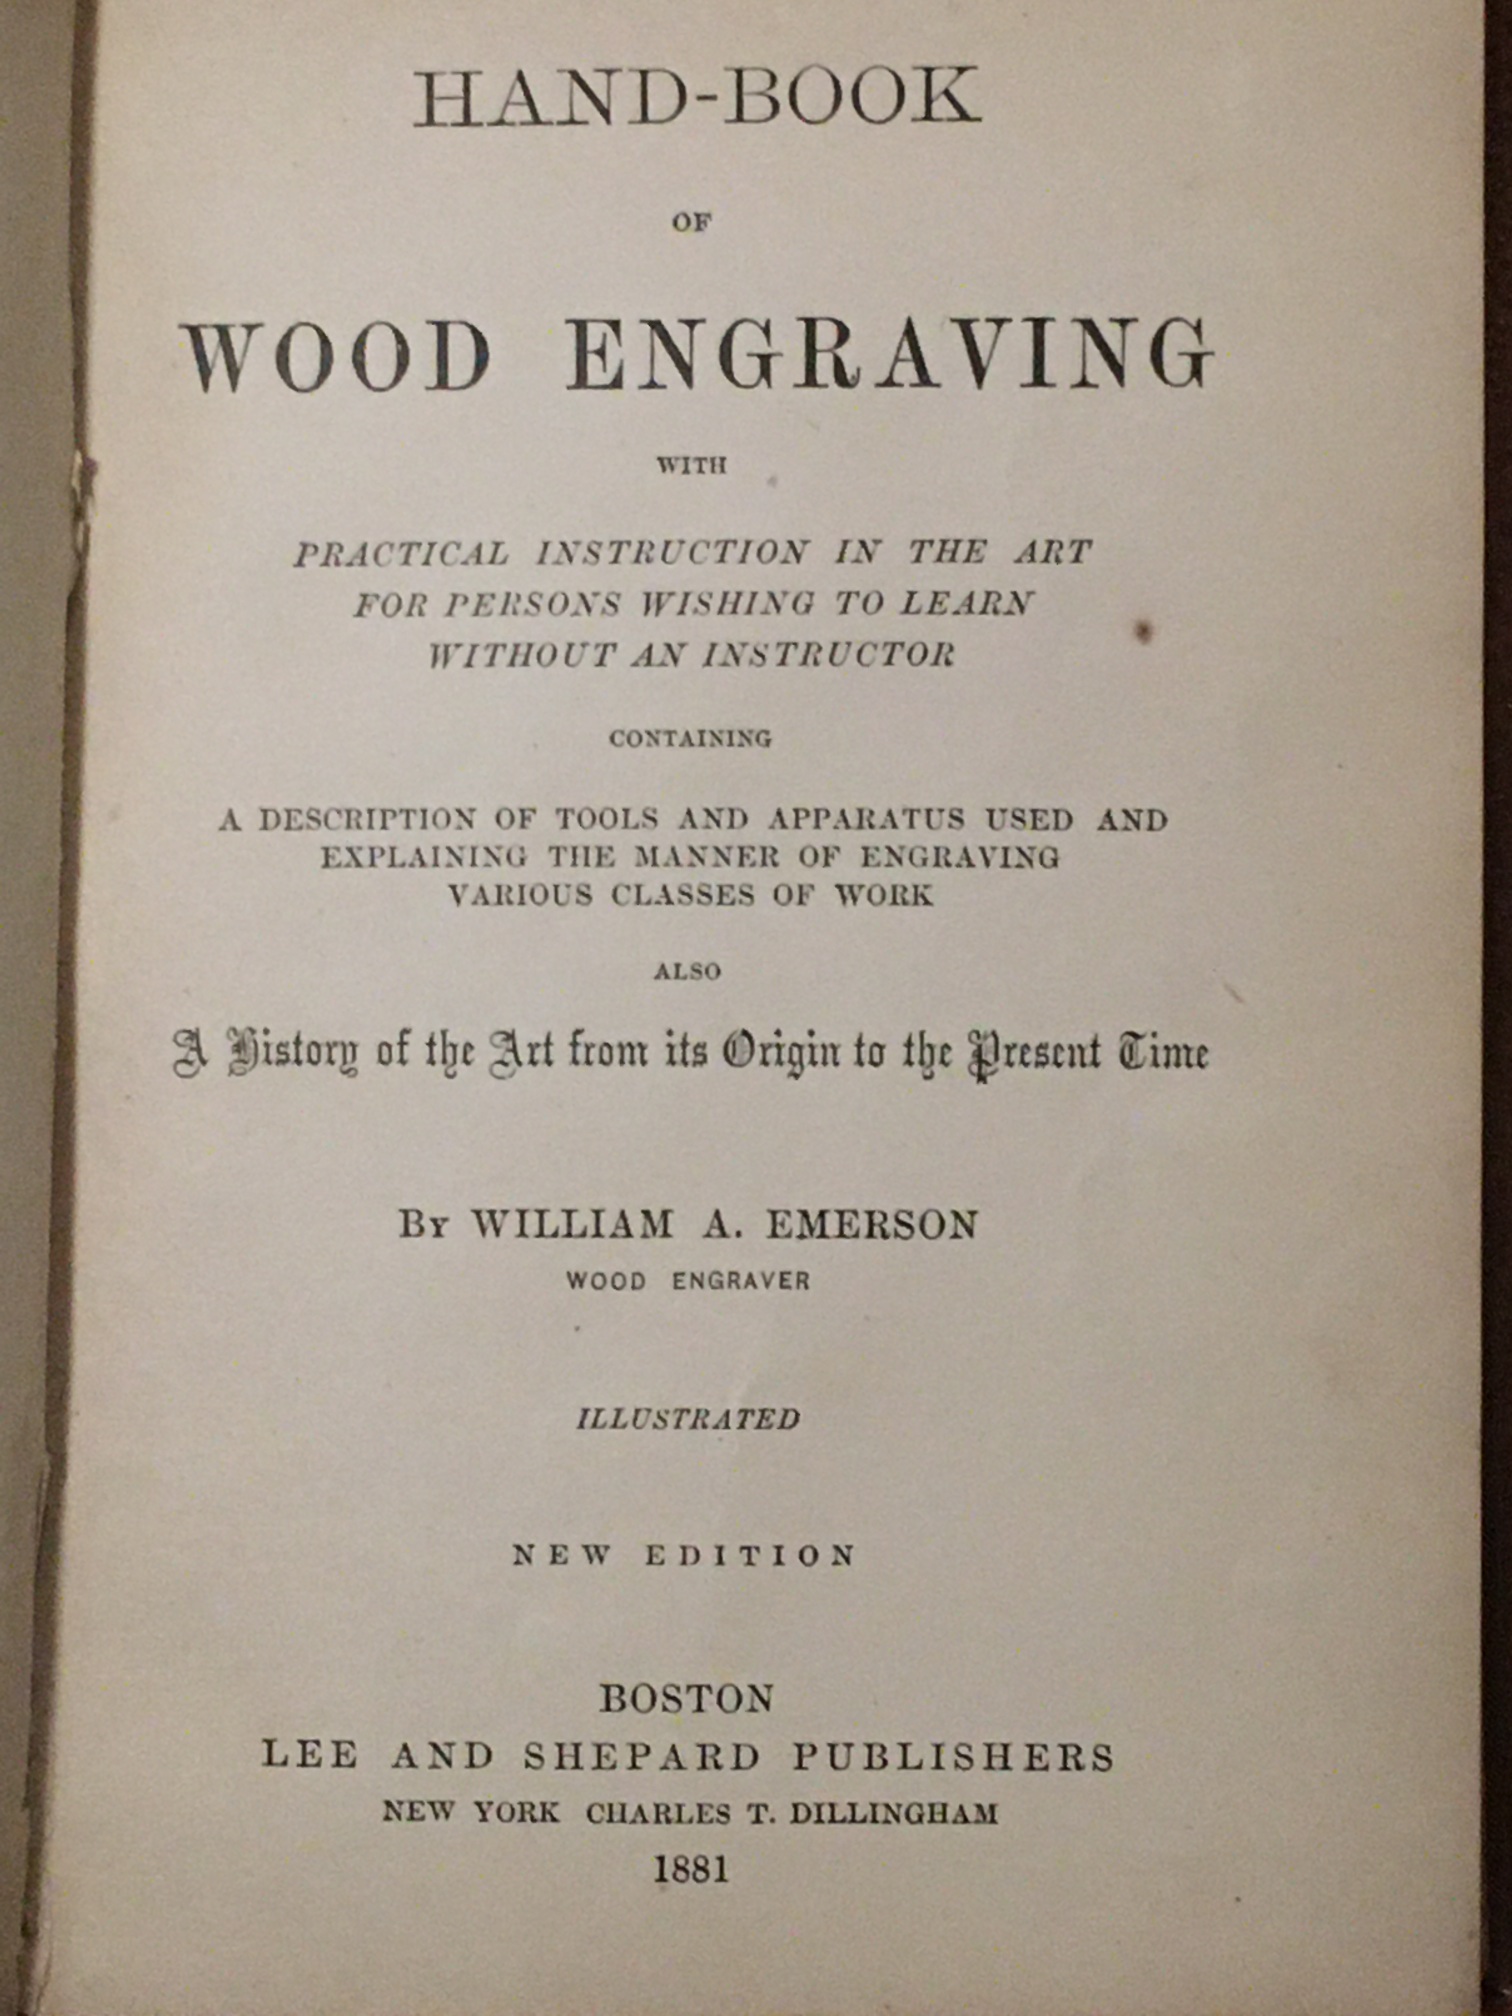 HAND-BOOK
OF
WOOD ENGRAVING
WITH
PRACTICAL INSTRUCTION IN THE ART
FOR PERSONS WISHING TO LEARN
WITHOUT AN INSTRUCTOR
CONTAINING
A DESCRIPTION OF TOOLS AND APPARATUS USED AND
EXPLAINING THE MANNER OF ENGRAVING
VARIOUS CLASSES OF WORK
ALSO
A History of the Art from its Origin to the Present Time
By WILLIAM A. EMERSON
WOOD ENGRAVER
ILLUSTRATED
NEW EDITION
BOSTON
LEE AND SHEPARD PUBLISHERS
NEW YORK CHARLES T. DILLINGHAM
1881